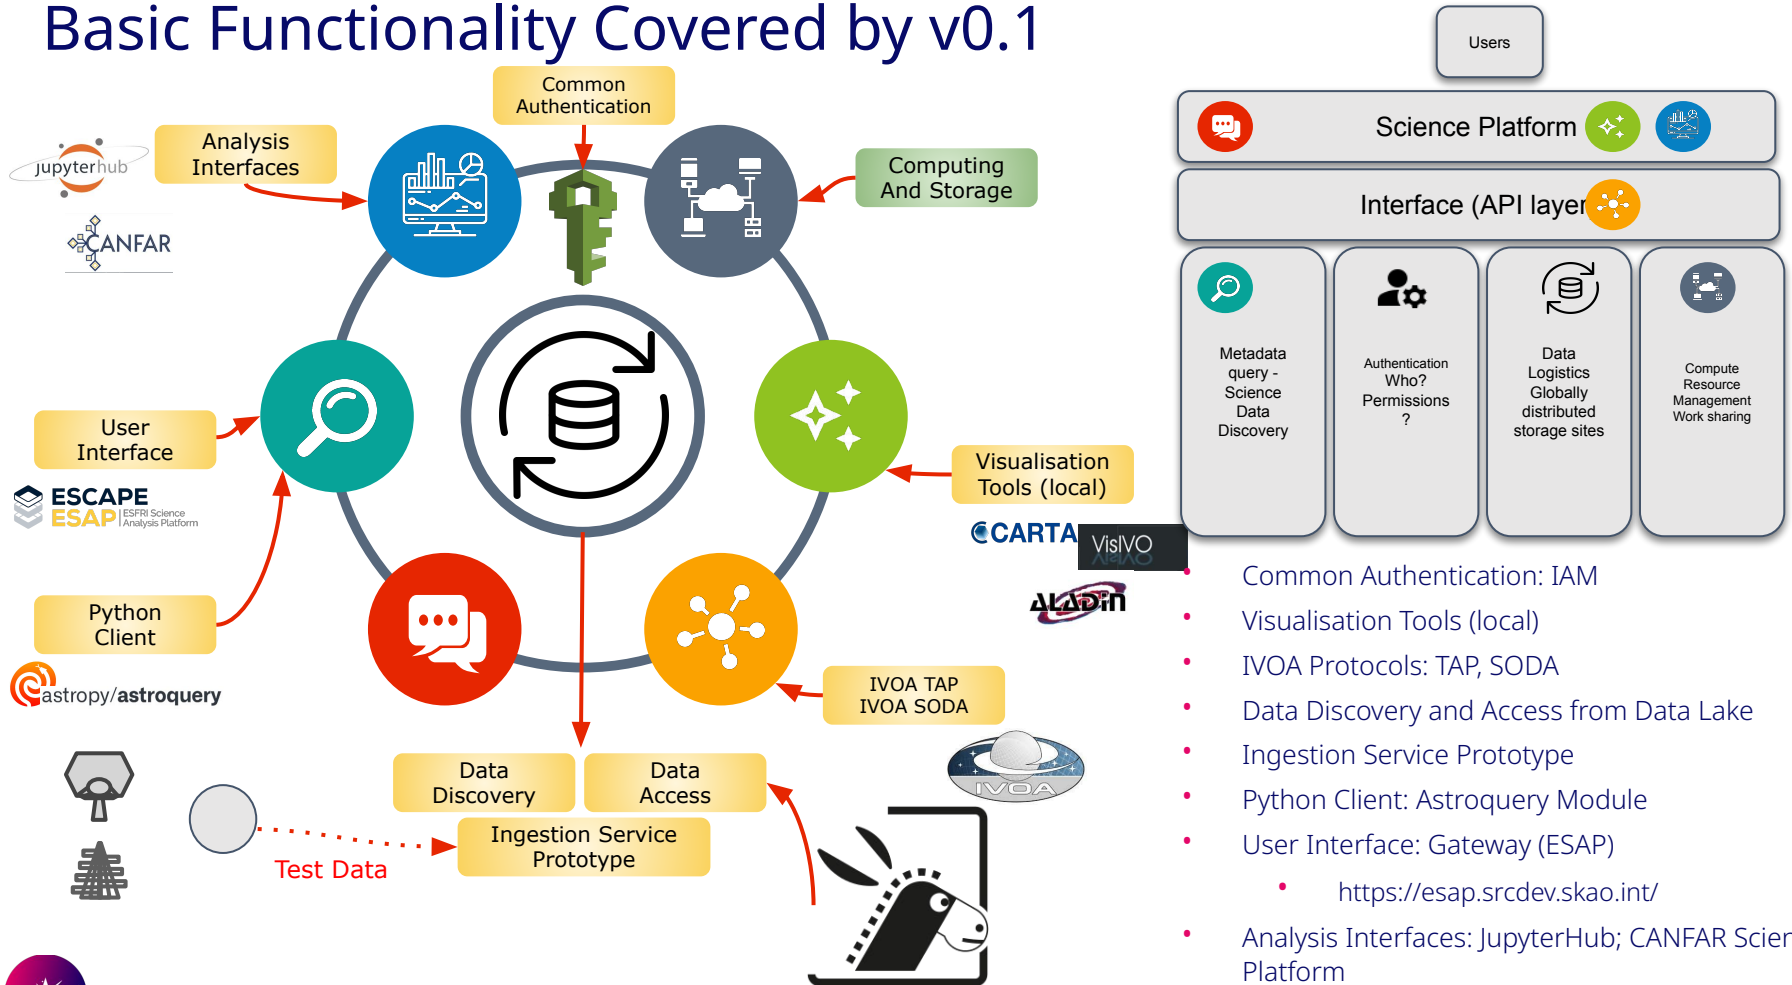 Basic Functionality Covered by v0.1
Common
Authentication
Analysis
Interfaces
jupyterhub
CANFAR
Computing
And Storage
User
Interface
ESCAPE
ESAP
ESFRI Science
Analysis Platform
Python
Client
astropy/astroquery
Visualisation
Tools (local)
CARTA
VisIVO
ALADIN
IVOA TAP
IVOA SODA
IVOA
Data
Discovery
Data
Access
Ingestion Service
Prototype
Test Data
Users
Science Platform
Interface (API layer
Metadata
query -
Science
Data
Discovery
Authentication
Who?
Permissions
?
Data
Logistics
Globally
distributed
storage sites
Compute
Resource
Management
Work sharing
• Common Authentication: IAM
• Visualisation Tools (local)
• IVOA Protocols: TAP, SODA
• Data Discovery and Access from Data Lake
• Ingestion Service Prototype
• Python Client: Astroquery Module
• User Interface: Gateway (ESAP)
• https://esap.srcdev.skao.int/
• Analysis Interfaces: JupyterHub; CANFAR Scien
Platform